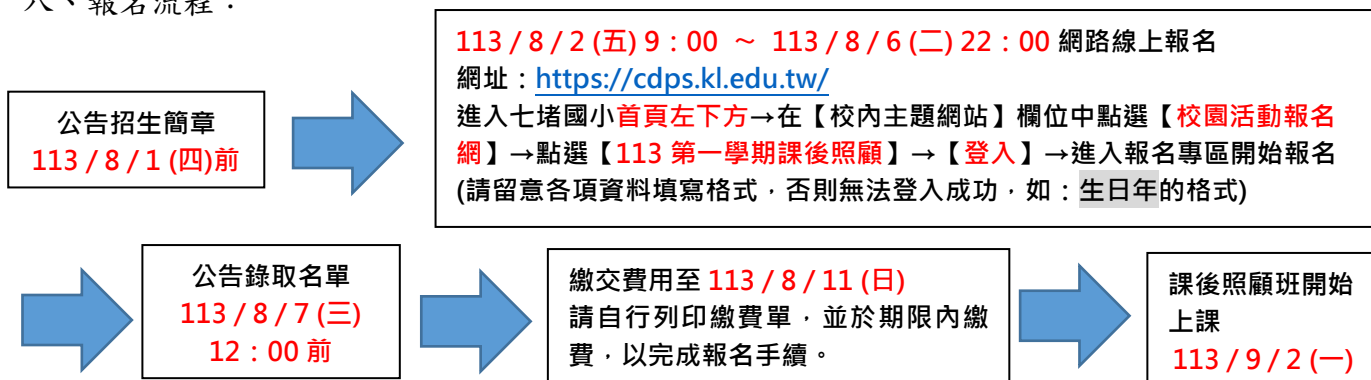 八、報名流程：
公告招生簡章
113 / 8 / 1 (四)前
113 / 8 / 2 (五) 9：00 ～ 113 / 8 / 6 (二) 22：00 網路線上報名
網址：https://cdps.kl.edu.tw/
進入七堵國小首頁左下方→在【校內主題網站】欄位中點選【校園活動報名
網】→點選【113 第一學期課後照顧】→【登入】→進入報名專區開始報名
(請留意各項資料填寫格式，否則無法登入成功，如：生日年的格式)
公告錄取名單
113 / 8 / 7 (三)
12：00 前
繳交費用至 113 / 8 / 11 (日)
請自行列印繳費單，並於期限內繳
費，以完成報名手續。
課後照顧班開始
上課
113 / 9 / 2 (一)